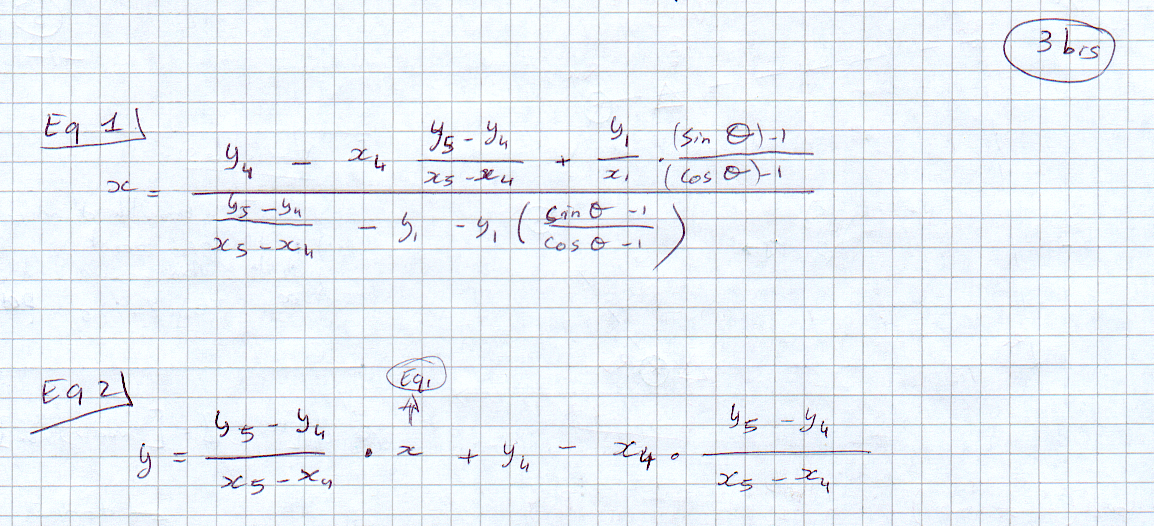 3 bis
Eq 1)
x = \frac{y_4 - x_4 \frac{y_5 - y_4}{x_5 - x_4} + \frac{y_1}{x_1} \cdot \frac{(\sin \theta) - 1}{(\cos \theta) - 1}}{\frac{y_5 - y_4}{x_5 - x_4} - y_1 - y_1 \left( \frac{\sin \theta - 1}{\cos \theta - 1} \right)}
Eq 2)
Eq1
y = \frac{y_5 - y_4}{x_5 - x_4} \cdot x + y_4 - x_4 \cdot \frac{y_5 - y_4}{x_5 - x_4}